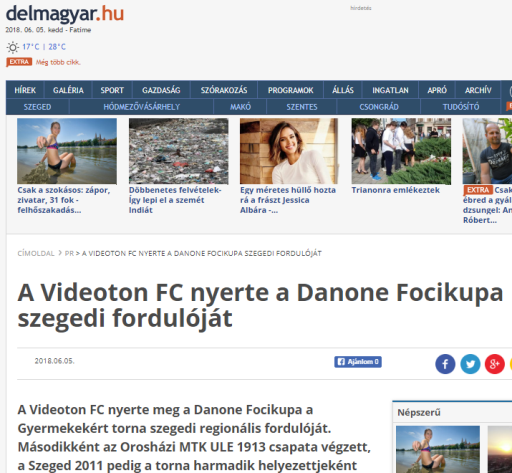 delmagyar.hu
hirdetés
2018. 06. 05. kedd - Fatime
17°C | 28°C
EXTRA Még több cikk.
HÍREK GALÉRIA SPORT GAZDASÁG SZÓRAKOZÁS PROGRAMOK ÁLLÁS INGATLAN APRÓ ARCHÍV
SZEGED HÓDMEZŐVÁSÁRHELY MAKÓ SZENTES CSONGRÁD TUDÓSÍTÓ
Csak a szokásos: zápor,
zivatar, 31 fok -
felhőszakadás...
Döbbenetes felvételek-
Így lepi el a szemét
Indiát
Egy méretes hüllő hozta
rá a frászt Jessica
Albára -...
Trianonra emlékeztek
EXTRA Csak
ébred a gyál
dzsungel: An
Róbert...
CÍMOLDAL > PR > A VIDEOTON FC NYERTE A DANONE FOCIKUPA SZEGEDI FORDULÓJÁT
A Videoton FC nyerte a Danone Focikupa
szegedi fordulóját
2018.06.05.
Ajánlom 0
A Videoton FC nyerte meg a Danone Focikupa a
Gyermekekért torna szegedi regionális fordulóját.
Másodikként az Orosházi MTK ULE 1913 csapata végzett,
a Szeged 2011 pedig a torna harmadik helyezettjeként
Népszerű